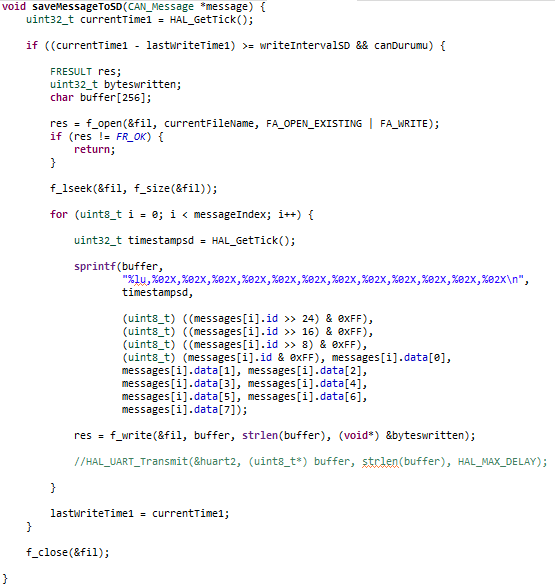 void saveMessageToSD(CAN_Message *message) {
    uint32_t currentTime1 = HAL_GetTick();

    if ((currentTime1 - lastWriteTime1) >= writeIntervalSD && canDurumu) {

        FRESULT res;
        uint32_t byteswritten;
        char buffer[256];

        res = f_open(&fil, currentFileName, FA_OPEN_EXISTING | FA_WRITE);
        if (res != FR_OK) {
            return;
        }

        f_lseek(&fil, f_size(&fil));

        for (uint8_t i = 0; i < messageIndex; i++) {

            uint32_t timestampsd = HAL_GetTick();

            sprintf(buffer,
                    "%lu,%02X,%02X,%02X,%02X,%02X,%02X,%02X,%02X,%02X,%02X,%02X,%02X\n",
                    timestampsd,

                    (uint8_t) ((messages[i].id >> 24) & 0xFF),
                    (uint8_t) ((messages[i].id >> 16) & 0xFF),
                    (uint8_t) ((messages[i].id >> 8) & 0xFF),
                    (uint8_t) (messages[i].id & 0xFF), messages[i].data[0],
                    messages[i].data[1], messages[i].data[2],
                    messages[i].data[3], messages[i].data[4],
                    messages[i].data[5], messages[i].data[6],
                    messages[i].data[7]);

            res = f_write(&fil, buffer, strlen(buffer), (void*) &byteswritten);

            //HAL_UART_Transmit(&huart2, (uint8_t*) buffer, strlen(buffer), HAL_MAX_DELAY);

        }

        lastWriteTime1 = currentTime1;
    }

    f_close(&fil);

}